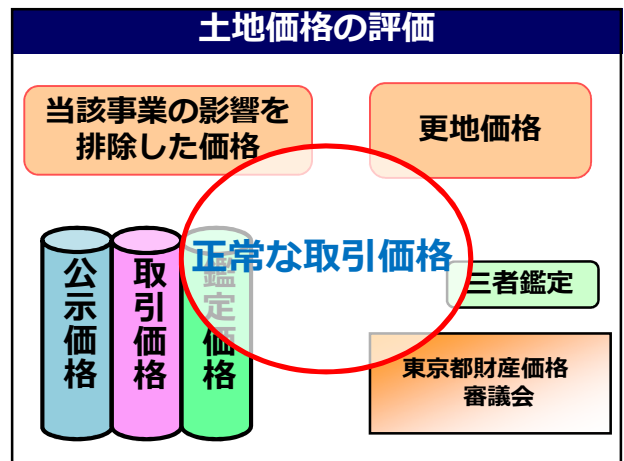 土地価格の評価
当該事業の影響を
排除した価格
更地価格
正常な取引価格
公示価格
取引価格
鑑定価格
三者鑑定
東京都財産価格
審議会